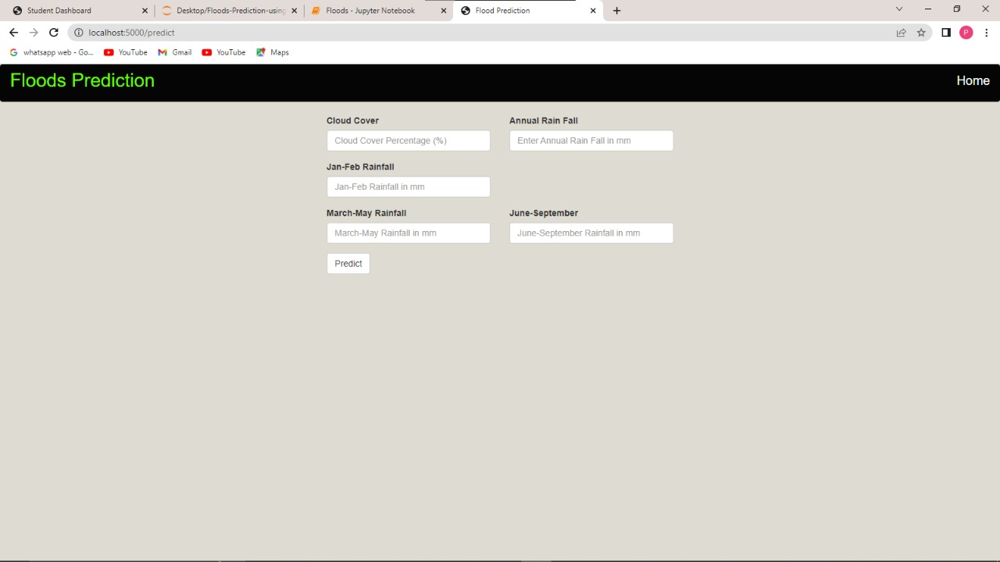 Student Dashboard
Desktop/Floods-Prediction-using
Floods - Jupyter Notebook
Flood Prediction
localhost:5000/predict
P
G whatsapp web - Go...
YouTube
Gmail
YouTube
Maps
Floods Prediction
Home
Cloud Cover
Annual Rain Fall
Cloud Cover Percentage (%)
Enter Annual Rain Fall in mm
Jan-Feb Rainfall
Jan-Feb Rainfall in mm
March-May Rainfall
June-September
March-May Rainfall in mm
June-September Rainfall in mm
Predict